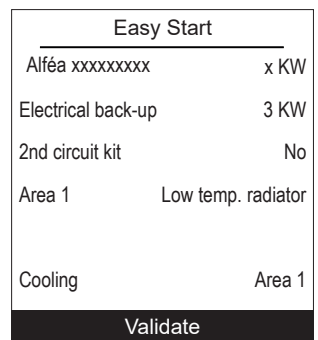 Easy Start
Alféa xxxxxxxxx x KW
Electrical back-up 3 KW
2nd circuit kit No
Area 1 Low temp. radiator
Cooling Area 1
Validate